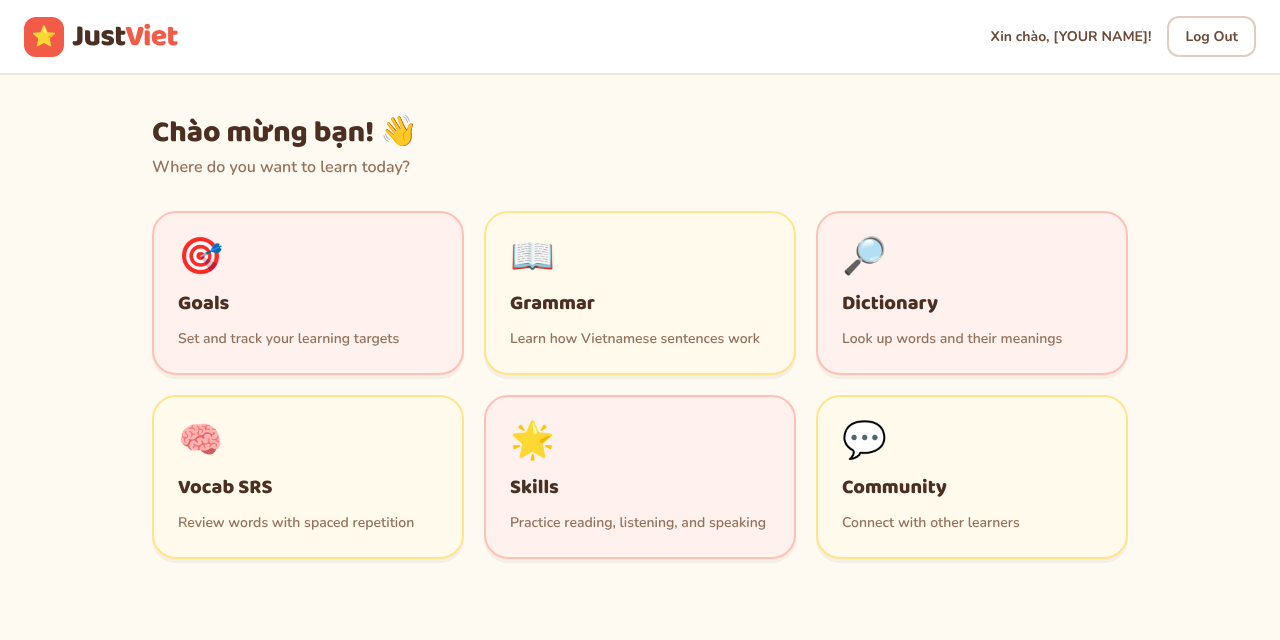 JustViet
Xin chào, [YOUR NAME]!
Log Out
Chào mừng bạn! 👋
Where do you want to learn today?
Goals
Set and track your learning targets
Grammar
Learn how Vietnamese sentences work
Dictionary
Look up words and their meanings
Vocab SRS
Review words with spaced repetition
Skills
Practice reading, listening, and speaking
Community
Connect with other learners